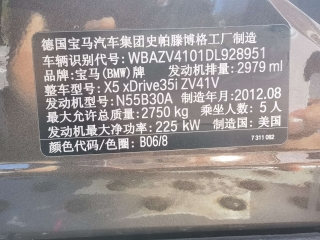 德国宝马汽车集团史帕滕博格工厂制造
车辆识别代号: WBAZV4101DL928951
品牌: 宝马(BMW) 发动机排量: 2979 ml
整车型号: X5 xDrive35i ZV41V
发动机型号: N55B30A 制造年月: 2012.08
最大允许总质量: 2750 kg 乘坐人数: 5 人
发动机最大净功率: 225 kW 制造国: 美国
颜色代码/色圈: B06/8
7 311 082